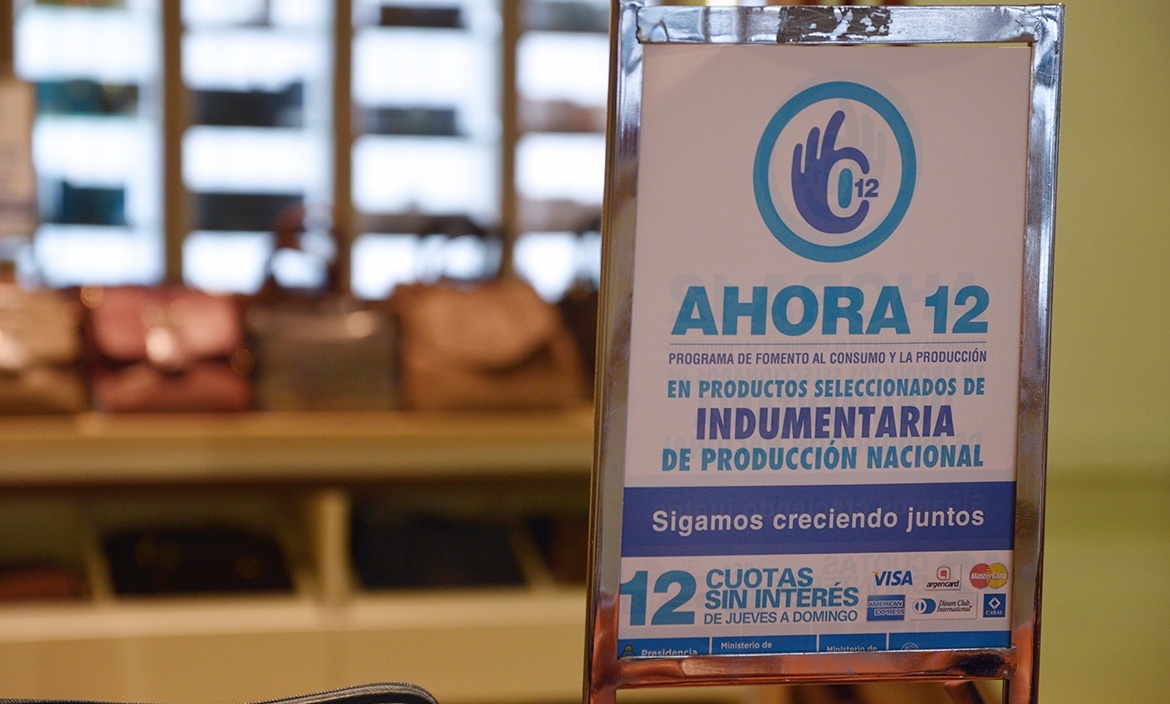 12
AHORA 12
PROGRAMA DE FOMENTO AL CONSUMO Y LA PRODUCCIÓN
EN PRODUCTOS SELECCIONADOS DE
INDUMENTARIA
DE PRODUCCIÓN NACIONAL
Sigamos creciendo juntos
12 CUOTAS
SIN INTERÉS
DE JUEVES A DOMINGO
VISA argencard MasterCard
AMERICAN EXPRESS Diners Club International CABAL
Presidencia Ministerio de Ministerio de